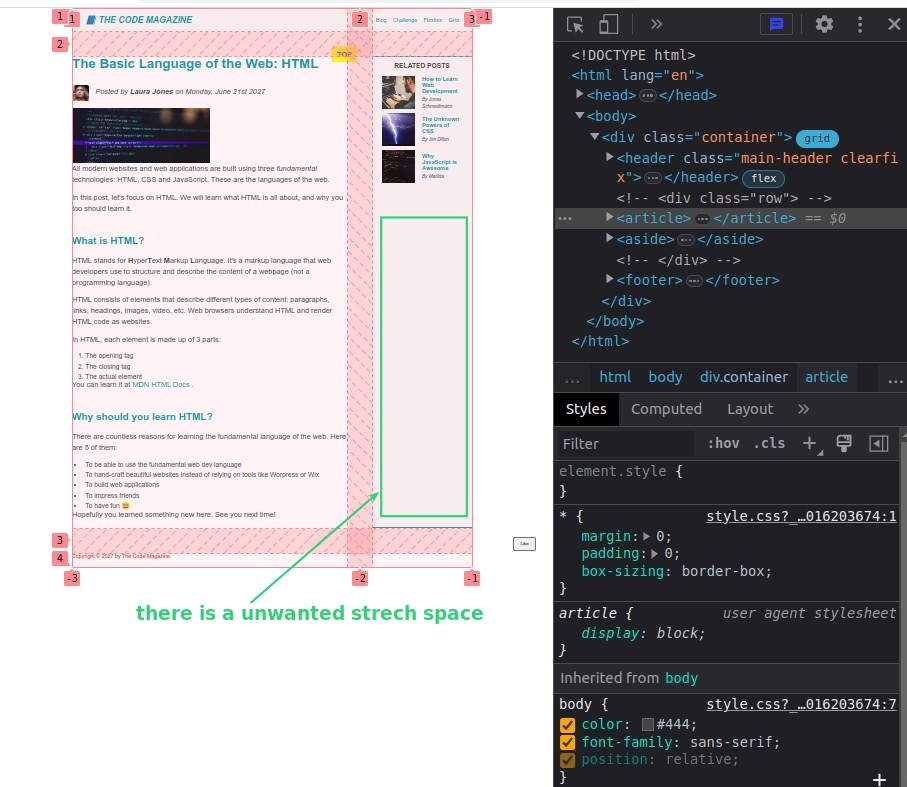 1 1 THE CODE MAGAZINE 2 Blog Challenge Flexbox Grid 3 -1
2
TOP
The Basic Language of the Web: HTML
Posted by Laura Jones on Monday, June 21st 2027
All modern websites and web applications are built using three fundamental
technologies: HTML, CSS and JavaScript. These are the languages of the web.
In this post, let's focus on HTML. We will learn what HTML is all about, and why you
too should learn it.
What is HTML?
HTML stands for HyperText Markup Language. It's a markup language that web
developers use to structure and describe the content of a webpage (not a
programming language).
HTML consists of elements that describe different types of content: paragraphs,
links, headings, images, video, etc. Web browsers understand HTML and render
HTML code as websites.
In HTML, each element is made up of 3 parts:
1. The opening tag
2. The closing tag
3. The actual element
You can learn it at MDN HTML Docs .
Why should you learn HTML?
There are countless reasons for learning the fundamental language of the web. Here
are 5 of them:
• To be able to use the fundamental web dev language
• To hand-craft beautiful websites instead of relying on tools like Worpress or Wix
• To build web applications
• To impress friends
• To have fun 😄
Hopefully you learned something new here. See you next time!
RELATED POSTS
How to Learn
Web
Development
By Jonas
Schmedtmann
The Unknown
Powers of
CSS
By Jim Dillon
Why
JavaScript is
Awesome
By Matilda
3
4 Copyright © 2027 by The Code Magazine.
Like
-3 -2 -1
there is a unwanted strech space
<!DOCTYPE html>
<html lang="en">
<head> ⋯ </head>
<body>
<div class="container"> grid
<header class="main-header clearfi
x"> ⋯ </header> flex
<!-- <div class="row"> -->
⋯ <article> ⋯ </article> == $0
<aside> ⋯ </aside>
<!-- </div> -->
<footer> ⋯ </footer>
</div>
</body>
</html>
... html body div.container article ...
Styles Computed Layout
Filter :hov .cls
element.style {
}
* { style.css?_…016203674:1
margin: 0;
padding: 0;
box-sizing: border-box;
}
article { user agent stylesheet
display: block;
}
Inherited from body
body { style.css?_…016203674:7
color: #444;
font-family: sans-serif;
position: relative;
}